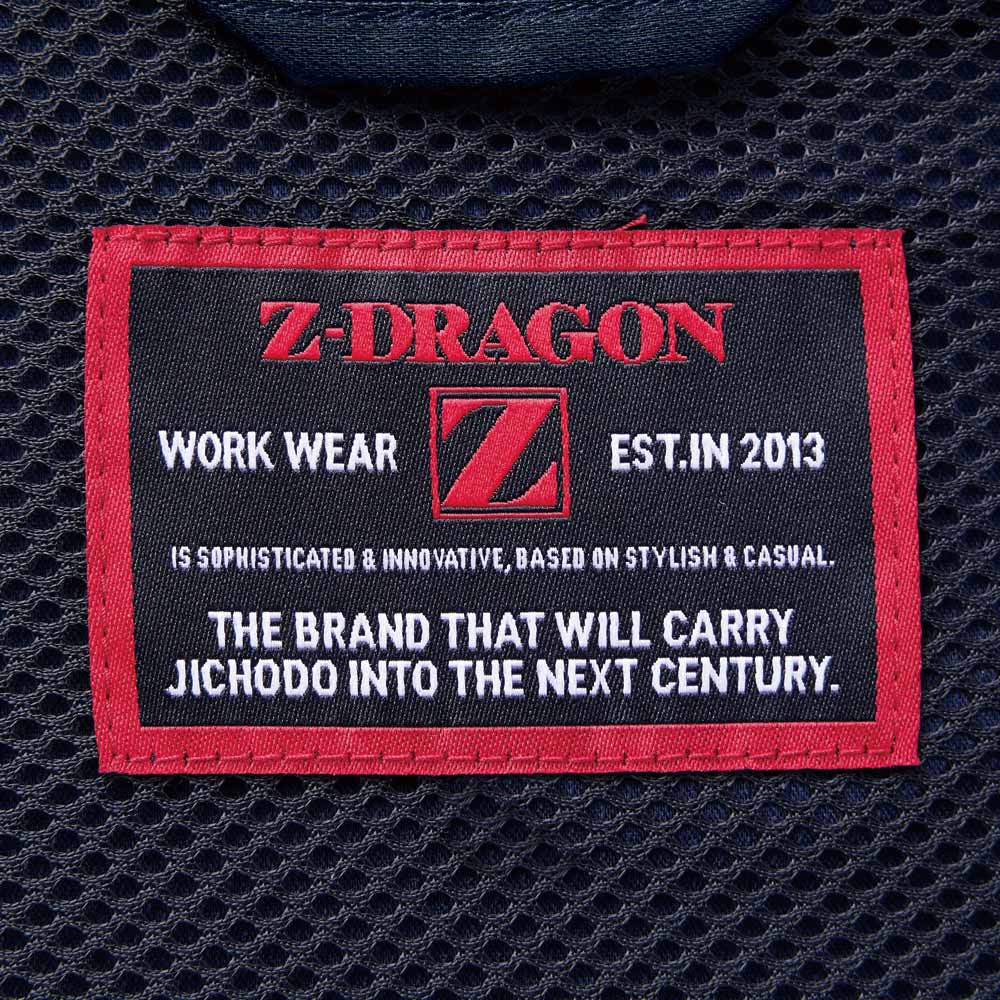 Z-DRAGON
WORK WEAR Z EST.IN 2013
IS SOPHISTICATED & INNOVATIVE, BASED ON STYLISH & CASUAL.
THE BRAND THAT WILL CARRY
JICHODO INTO THE NEXT CENTURY.